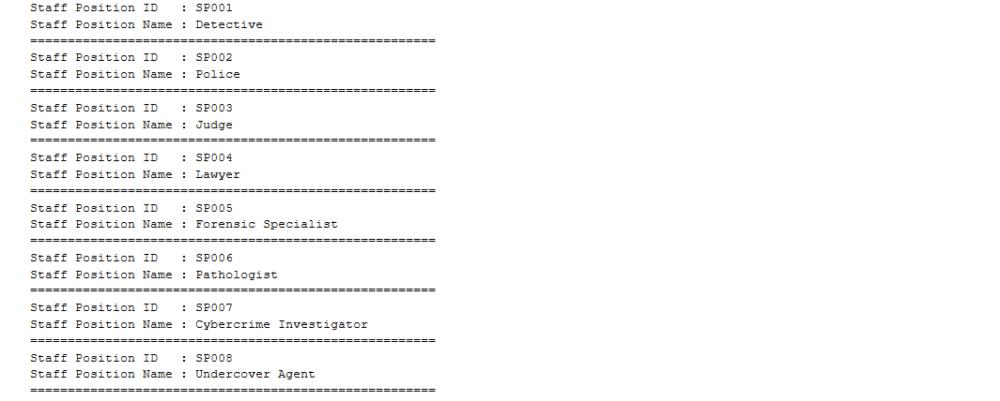 Staff Position ID   : SP001
Staff Position Name : Detective
======================================================
Staff Position ID   : SP002
Staff Position Name : Police
======================================================
Staff Position ID   : SP003
Staff Position Name : Judge
======================================================
Staff Position ID   : SP004
Staff Position Name : Lawyer
======================================================
Staff Position ID   : SP005
Staff Position Name : Forensic Specialist
======================================================
Staff Position ID   : SP006
Staff Position Name : Pathologist
======================================================
Staff Position ID   : SP007
Staff Position Name : Cybercrime Investigator
======================================================
Staff Position ID   : SP008
Staff Position Name : Undercover Agent
======================================================